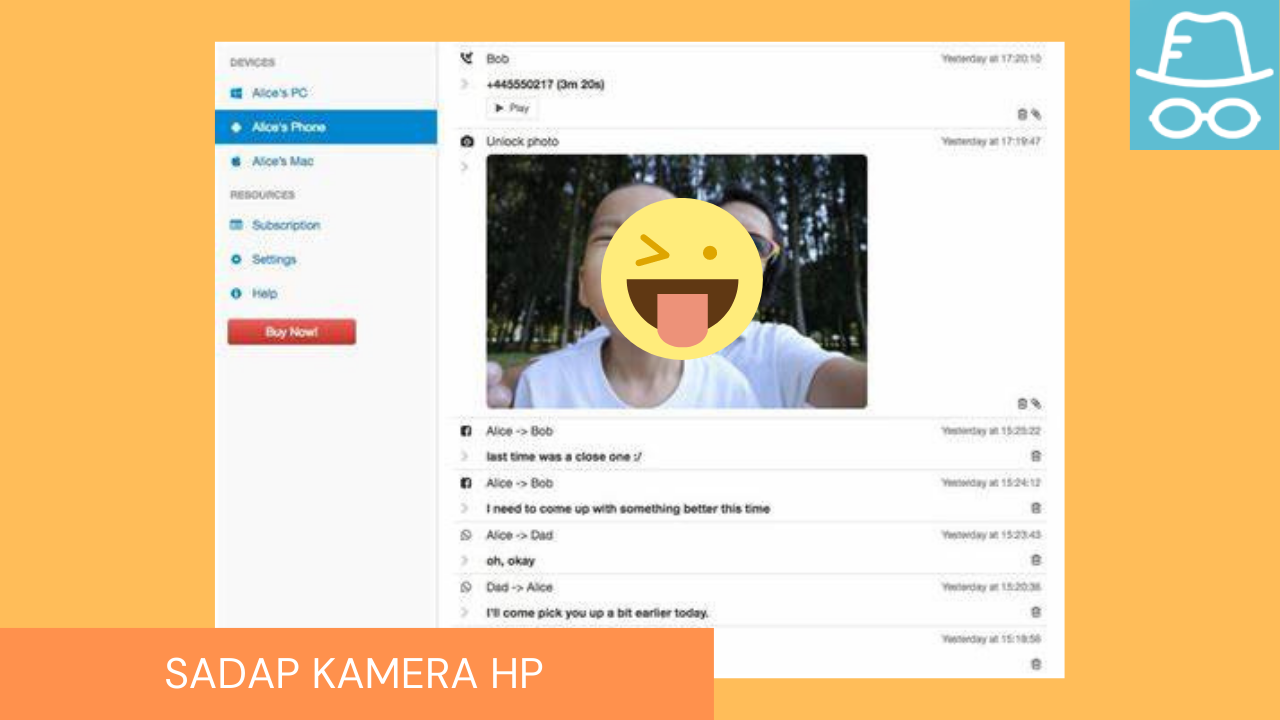 DEVICES
Alice's PC
Alice's Phone
Alice's Mac
RESOURCES
Subscription
Settings
Help
Buy Now!
Bob
Yesterday at 17:20:10
+445550217 (3m 20s)
Play
Unlock photo
Yesterday at 17:19:47
Alice -> Bob
Yesterday at 15:25:22
last time was a close one :/
Alice -> Bob
Yesterday at 15:24:12
I need to come up with something better this time
Alice -> Dad
Yesterday at 15:23:43
oh, okay
Dad -> Alice
Yesterday at 15:20:36
I'll come pick you up a bit earlier today.
Yesterday at 15:19:56
SADAP KAMERA HP